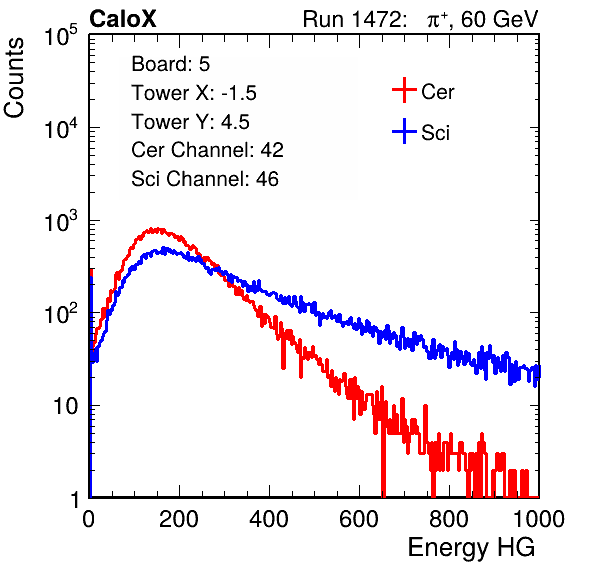 CaloX Run 1472: π⁺, 60 GeV
Counts
10⁵
10⁴
10³
10²
10
1
Board: 5
Tower X: -1.5
Tower Y: 4.5
Cer Channel: 42
Sci Channel: 46
Cer
Sci
0 200 400 600 800 1000
Energy HG